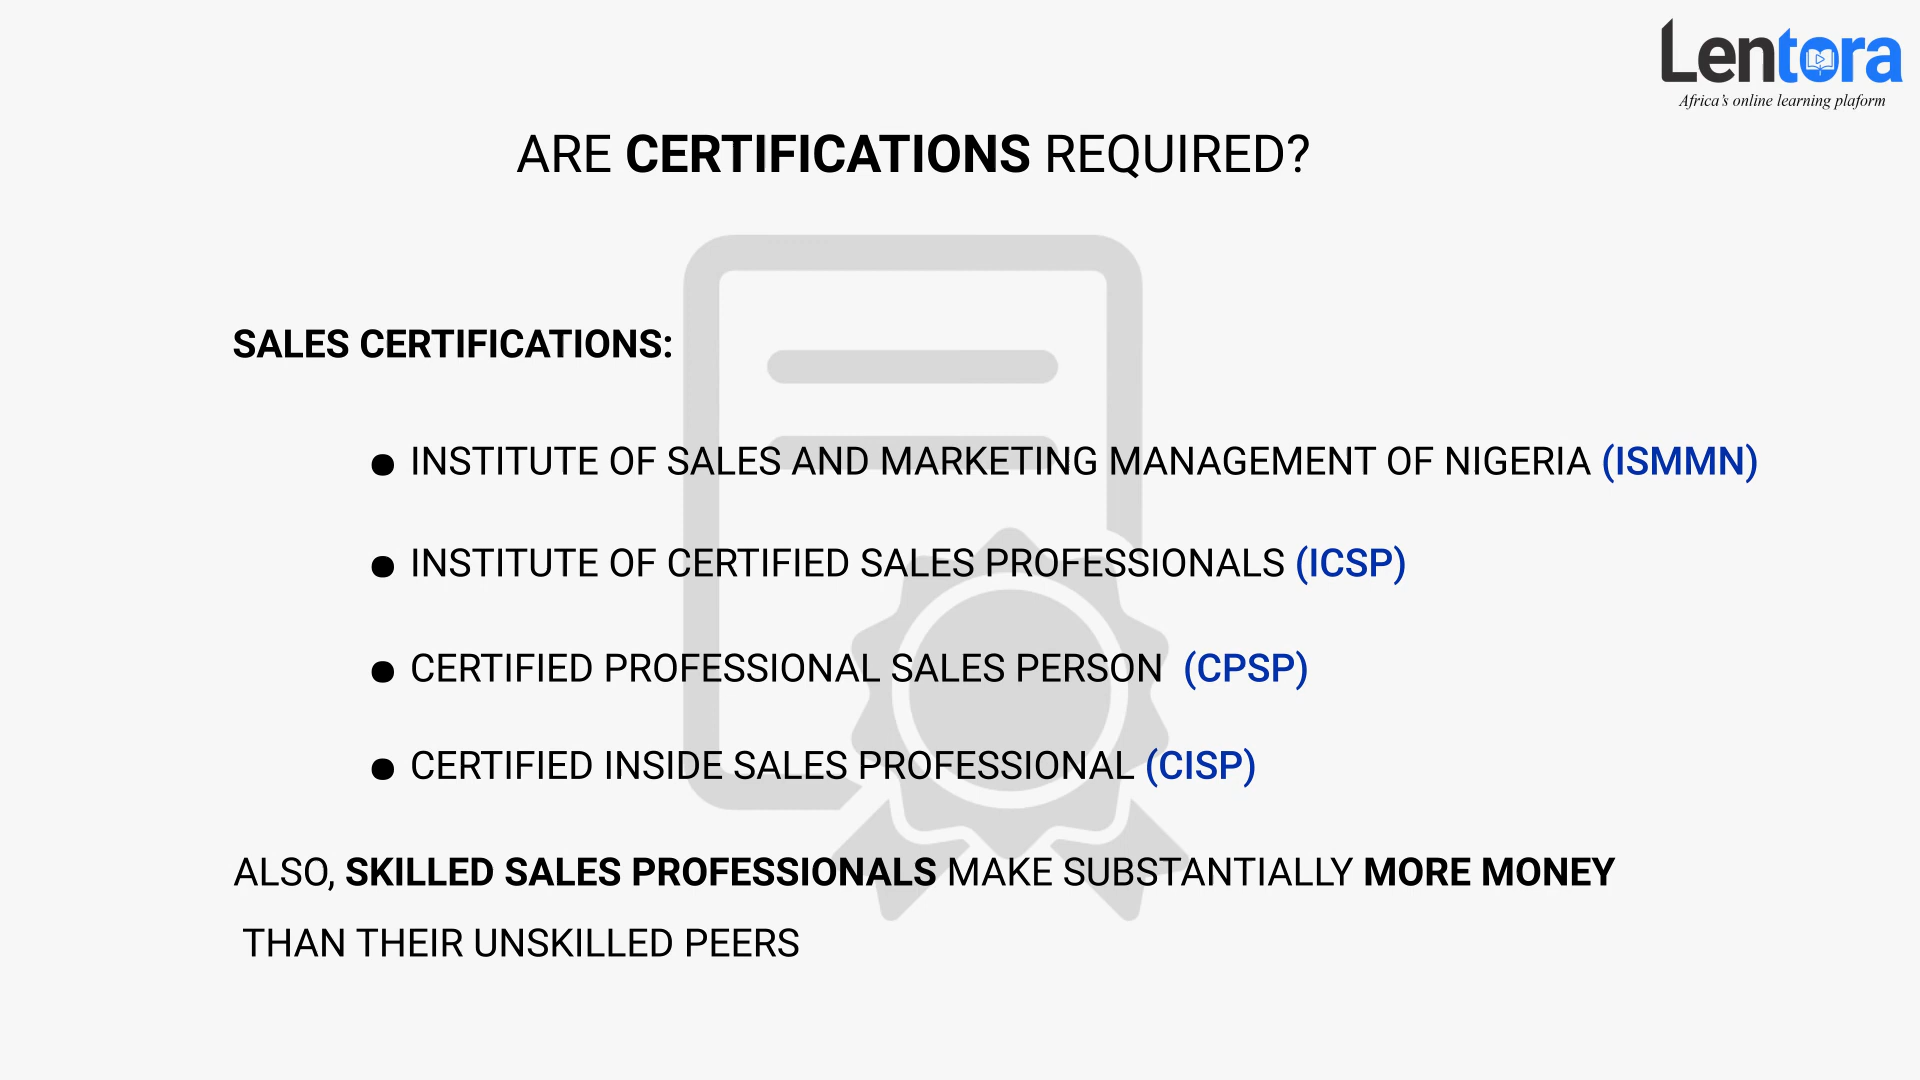 Lentora
Africa's online learning plaform
ARE CERTIFICATIONS REQUIRED?
SALES CERTIFICATIONS:
● INSTITUTE OF SALES AND MARKETING MANAGEMENT OF NIGERIA (ISMMN)
● INSTITUTE OF CERTIFIED SALES PROFESSIONALS (ICSP)
● CERTIFIED PROFESSIONAL SALES PERSON (CPSP)
● CERTIFIED INSIDE SALES PROFESSIONAL (CISP)
ALSO, SKILLED SALES PROFESSIONALS MAKE SUBSTANTIALLY MORE MONEY
THAN THEIR UNSKILLED PEERS